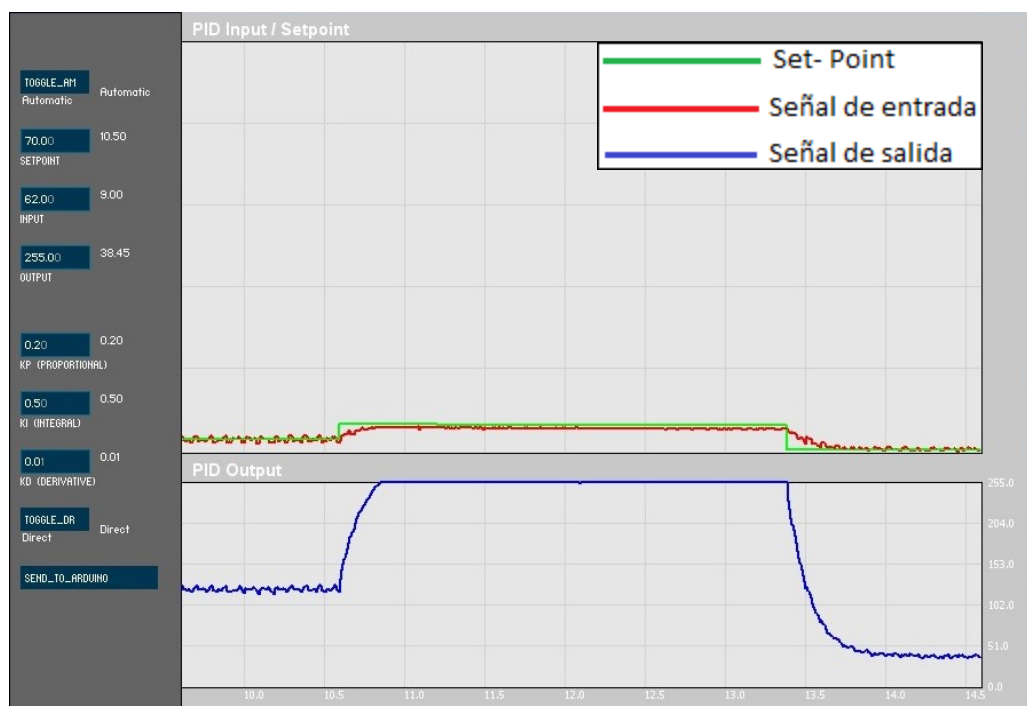 PID Input / Setpoint
Set- Point
Señal de entrada
Señal de salida
TOGGLE_AM
Automatic Automatic
70.00 10.50
SETPOINT
62.00 9.00
INPUT
255.00 38.45
OUTPUT
0.20 0.20
KP (PROPORTIONAL)
0.50 0.50
KI (INTEGRAL)
0.01 0.01
KD (DERIVATIVE)
TOGGLE_DR
Direct Direct
SEND_TO_ARDUINO
PID Output
255.0
204.0
153.0
102.0
51.0
0.0
10.0 10.5 11.0 11.5 12.0 12.5 13.0 13.5 14.0 14.5